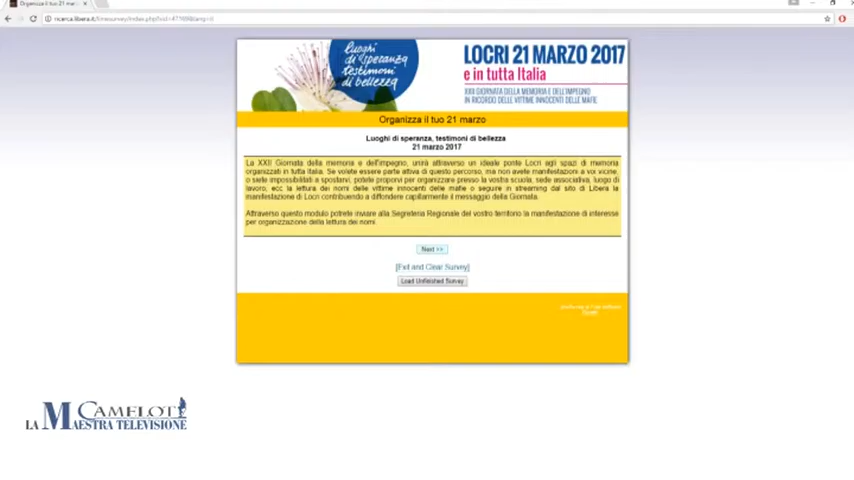 Organizza il tuo 21 mar
luoghi
di speranza
testimoni
di bellezza
LOCRI 21 MARZO 2017
e in tutta Italia
XXII GIORNATA DELLA MEMORIA E DELL'IMPEGNO
IN RICORDO DELLE VITTIME INNOCENTI DELLE MAFIE
Organizza il tuo 21 marzo
Luoghi di speranza, testimoni di bellezza
21 marzo 2017
La XXII Giornata della memoria e dell'impegno, unirà attraverso un ideale ponte Locri agli spazi di memoria
organizzati in tutta Italia. Se volete essere parte attiva di questo percorso, ma non avete manifestazioni a voi vicine,
o siete impossibilitati a spostarvi, potete proporvi per organizzare presso la vostra scuola, sede associativa, luogo di
lavoro, ecc la lettura dei nomi delle vittime innocenti delle mafie o seguire in streaming dal sito di Libera la
manifestazione di Locri contribuendo a diffondere capillarmente il messaggio della Giornata.
Attraverso questo modulo potrete inviare alla Segreteria Regionale del vostro territorio la manifestazione di interesse
per organizzazione della lettura dei nomi.
Next >>
[Exit and Clear Survey]
Load Unfinished Survey
CAMELOT
LA MAESTRA TELEVISIONE